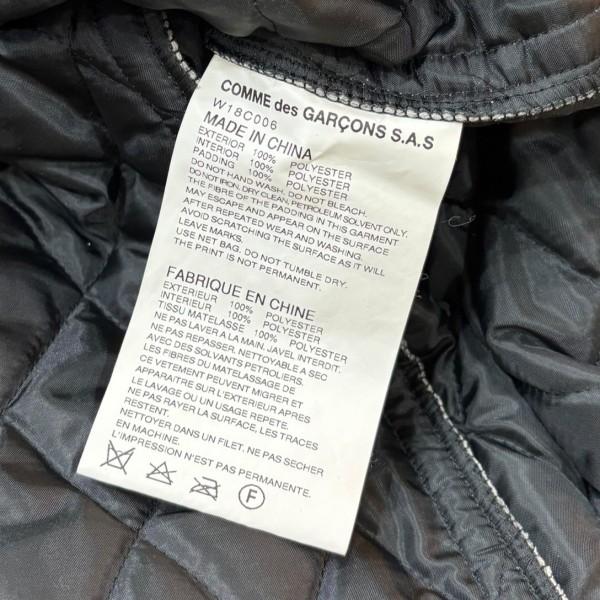 COMME des GARÇONS S.A.S
W18C006
MADE IN CHINA
EXTERIOR 100% POLYESTER
INTERIOR 100% POLYESTER
PADDING 100% POLYESTER
DO NOT HAND WASH. DO NOT BLEACH.
DO NOT IRON. DRY CLEAN, PETROLEUM SOLVENT ONLY.
THE FIBRE OF THE PADDING IN THIS GARMENT
MAY ESCAPE AND APPEAR ON THE SURFACE
AFTER REPEATED WEAR AND WASHING.
AVOID SCRATCHING THE SURFACE AS IT WILL
LEAVE MARKS.
USE NET BAG. DO NOT TUMBLE DRY.
THE PRINT IS NOT PERMANENT.
FABRIQUE EN CHINE
EXTERIEUR 100% POLYESTER
INTERIEUR 100% POLYESTER
TISSU MATELASSE 100% POLYESTER
NE PAS LAVER A LA MAIN. JAVEL INTERDIT.
NE PAS REPASSER. NETTOYABLE A SEC
AVEC DES SOLVANTS PETROLIERS.
LES FIBRES DU MATELASSAGE DE
CE VETEMENT PEUVENT MIGRER ET
APPARAITRE SUR L'EXTERIEUR APRES
LE LAVAGE OU UN USAGE REPETE.
NE PAS RAYER LA SURFACE, LES TRACES
RESTENT.
NETTOYER DANS UN FILET. NE PAS SECHER
EN MACHINE.
L'IMPRESSION N'EST PAS PERMANENTE.
F